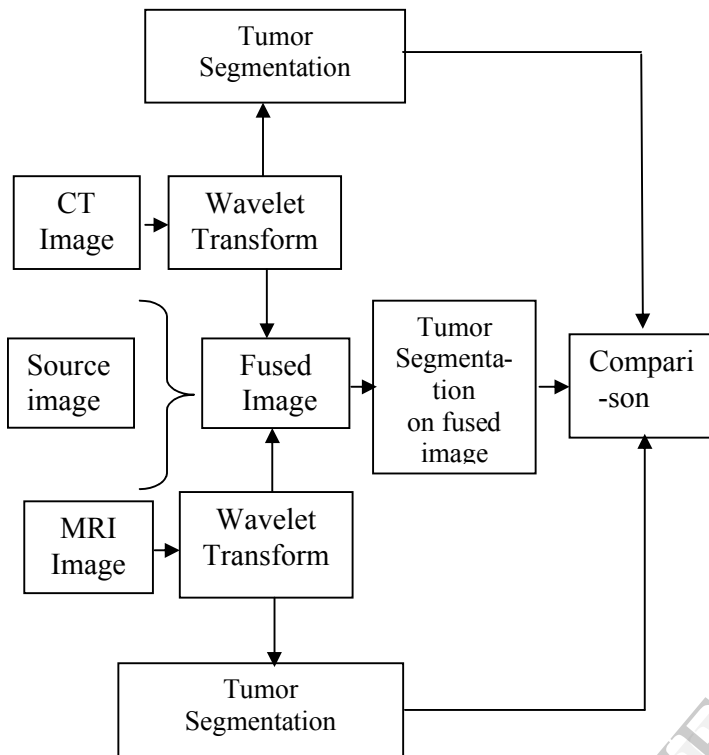 Tumor
Segmentation
CT
Image
Wavelet
Transform
Source
image
Fused
Image
Tumor
Segmenta-
tation
on fused
image
Compari
-son
MRI
Image
Wavelet
Transform
Tumor
Segmentation